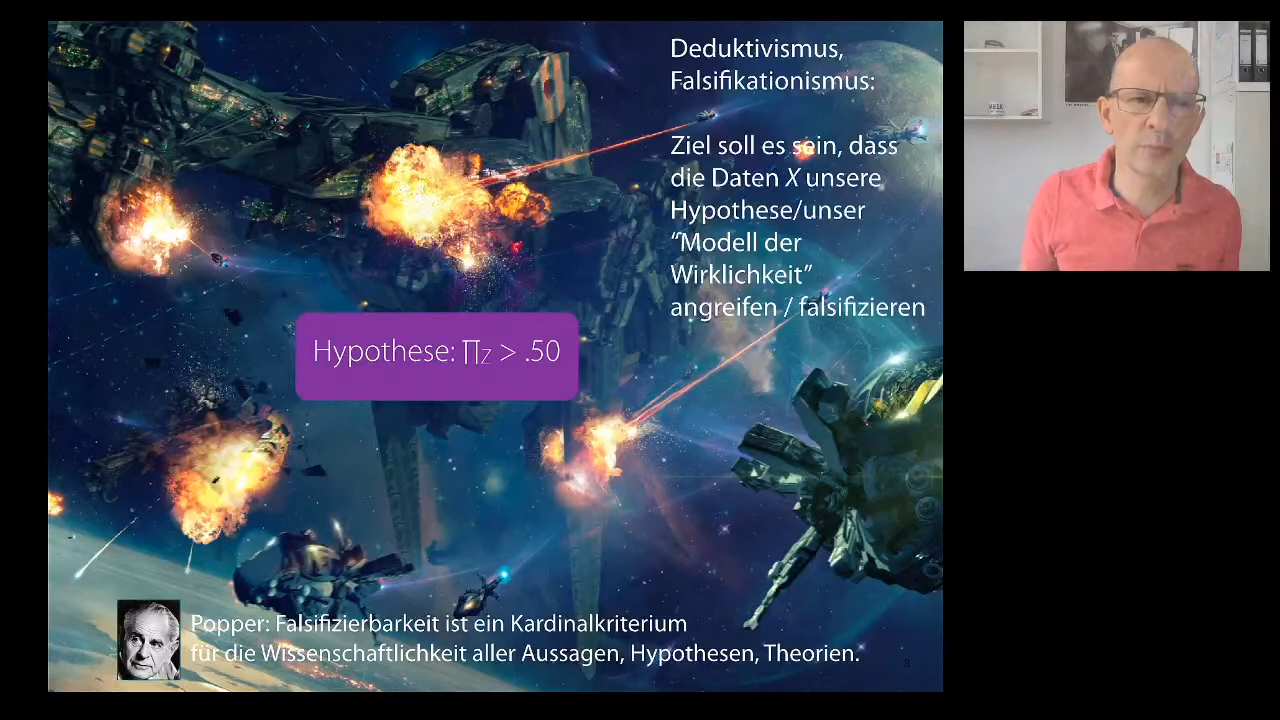 Deduktivismus,
Falsifikationismus:
Ziel soll es sein, dass
die Daten X unsere
Hypothese/unser
“Modell der
Wirklichkeit”
angreifen / falsifizieren
Hypothese: ∏Z > .50
Popper: Falsifizierbarkeit ist ein Kardinalkriterium
für die Wissenschaftlichkeit aller Aussagen, Hypothesen, Theorien.
8